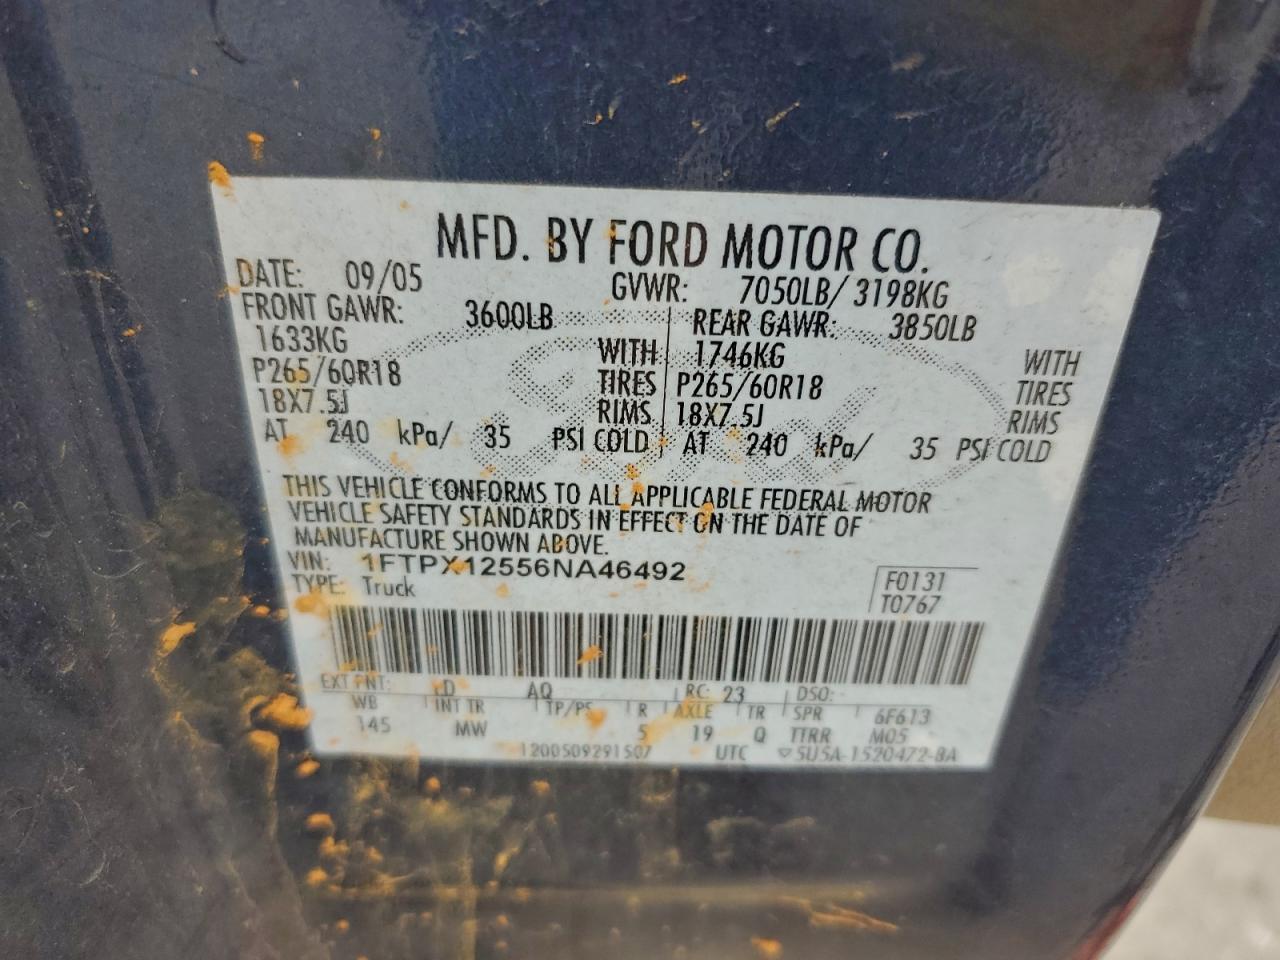 MFD. BY FORD MOTOR CO.
DATE: 09/05 GVWR: 7050LB/ 3198KG
FRONT GAWR: 3600LB REAR GAWR: 3850LB
1633KG WITH 1746KG WITH
P265/60R18 TIRES P265/60R18 TIRES
18X7.5J RIMS 18X7.5J RIMS
AT 240 kPa/ 35 PSI COLD AT 240 kPa/ 35 PSI COLD
THIS VEHICLE CONFORMS TO ALL APPLICABLE FEDERAL MOTOR
VEHICLE SAFETY STANDARDS IN EFFECT ON THE DATE OF
MANUFACTURE SHOWN ABOVE.
VIN: 1FTPX12556NA46492
TYPE: Truck
F0131
T0767
EXT PNT: AQ RC: 23 DSO:
WB INT TR TP/PS R AXLE TR SPR 6F613
145 MW 5 19 Q TTRR M05
1200509291507 UTC 5U5A-1520472-BA